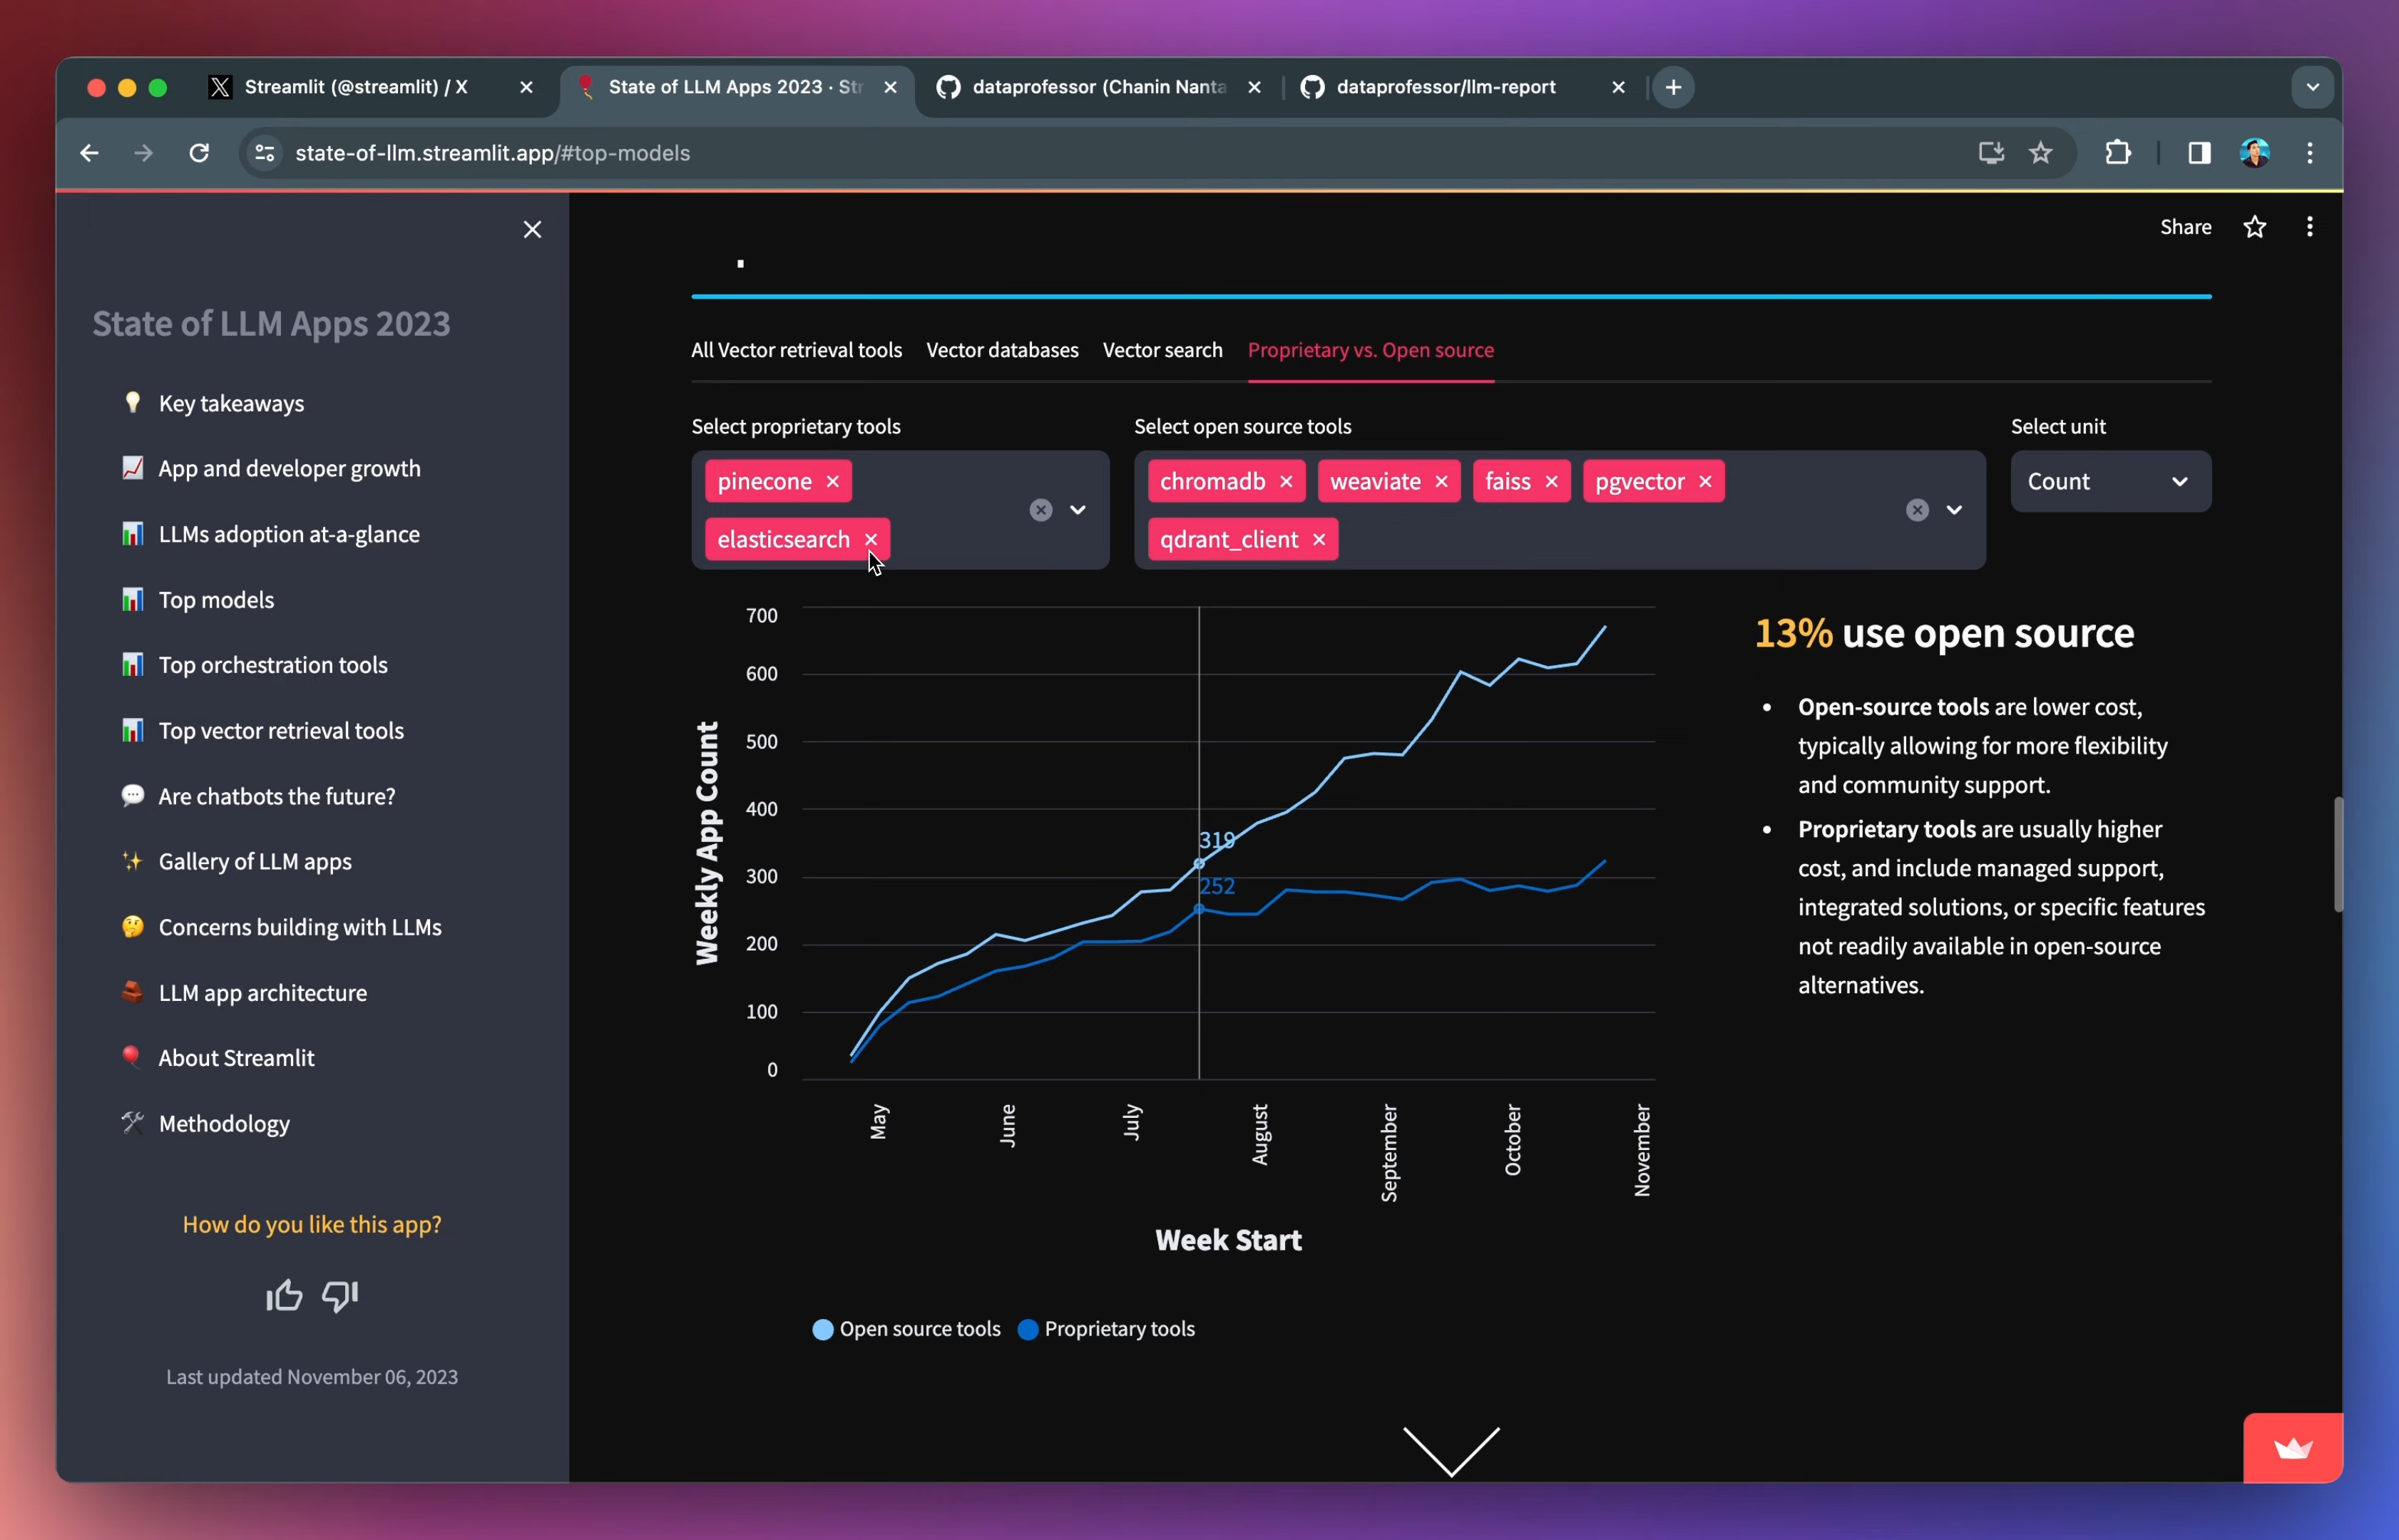 Streamlit (@streamlit) / X
State of LLM Apps 2023 · Str
dataprofessor (Chanin Nanta
dataprofessor/llm-report
state-of-llm.streamlit.app/#top-models
Share
State of LLM Apps 2023
Key takeaways
App and developer growth
LLMs adoption at-a-glance
Top models
Top orchestration tools
Top vector retrieval tools
Are chatbots the future?
Gallery of LLM apps
Concerns building with LLMs
LLM app architecture
About Streamlit
Methodology
How do you like this app?
Last updated November 06, 2023
All Vector retrieval tools
Vector databases
Vector search
Proprietary vs. Open source
Select proprietary tools
pinecone
elasticsearch
Select open source tools
chromadb
weaviate
faiss
pgvector
qdrant_client
Select unit
Count
Weekly App Count
700
600
500
400
300
200
100
0
319
252
May
June
July
August
September
October
November
Week Start
Open source tools
Proprietary tools
13% use open source
Open-source tools are lower cost,
typically allowing for more flexibility
and community support.
Proprietary tools are usually higher
cost, and include managed support,
integrated solutions, or specific features
not readily available in open-source
alternatives.